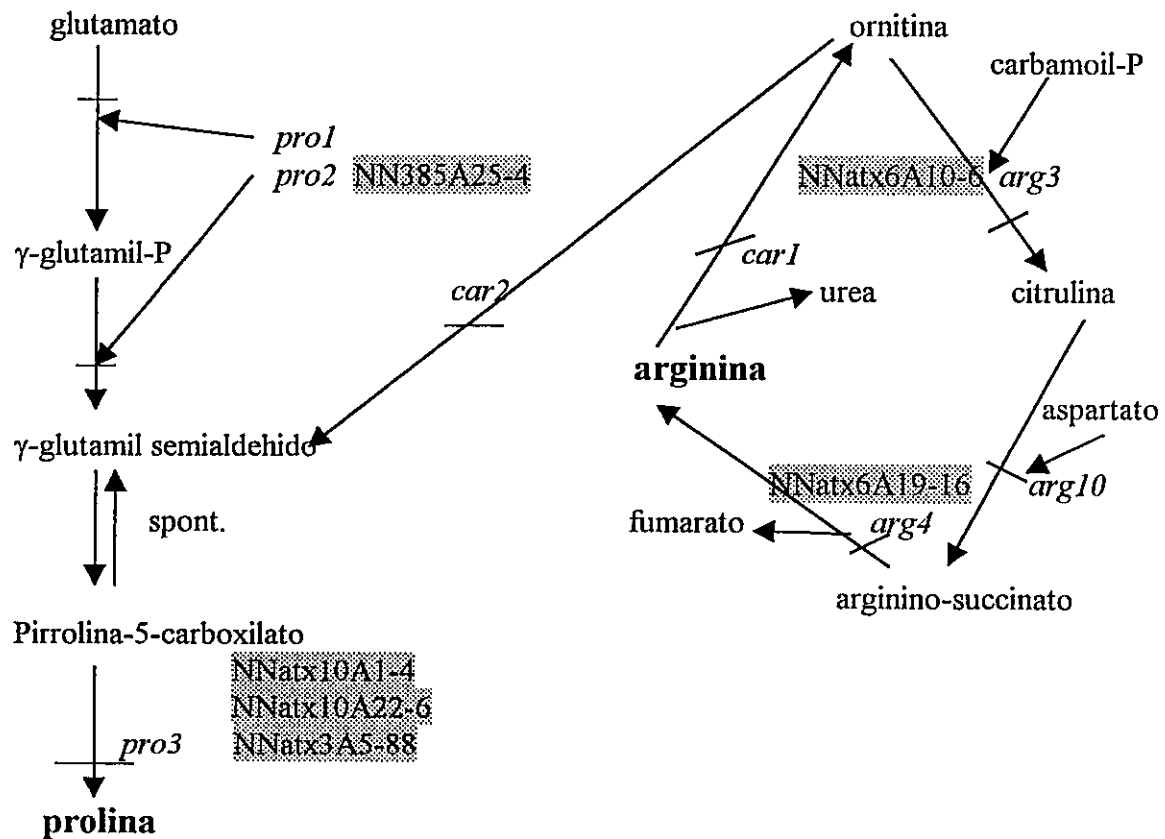 glutamato
pro1
pro2 NN385A25-4
γ-glutamil-P
car2
γ-glutamil semialdehido
spont.
Pirrolina-5-carboxilato
NNatx10A1-4
NNatx10A22-6
NNatx3A5-88
pro3
prolina
ornitina
carbamoil-P
NNatx6A10-6 arg3
car1
urea
citrulina
arginina
aspartato
NNatx6A19-16
arg10
fumarato
arg4
arginino-succinato